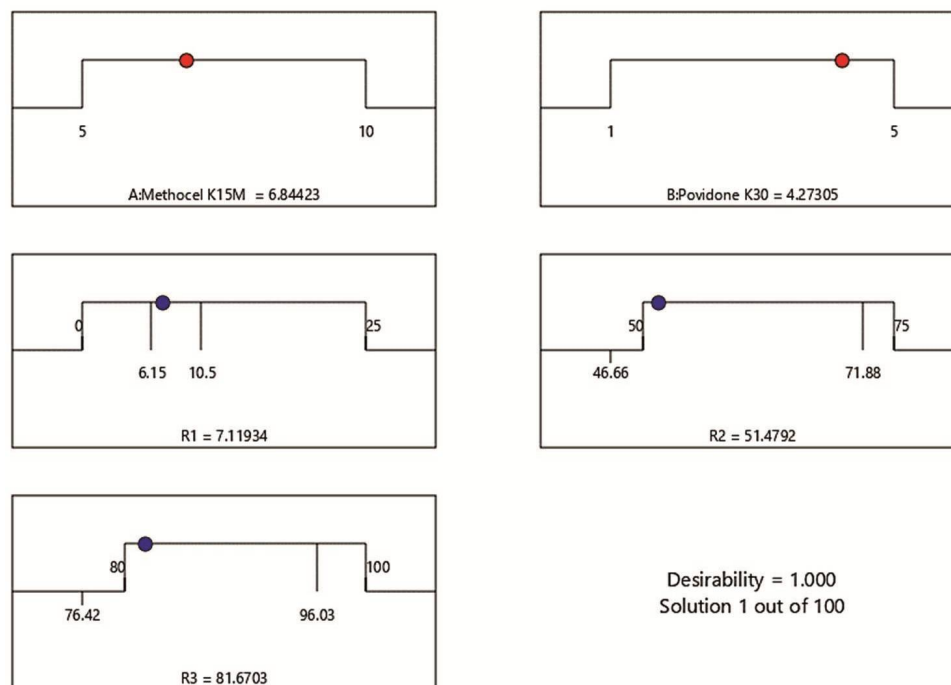 5
10
A:Methocel K15M = 6.84423
1
5
B:Povidone K30 = 4.27305
0
25
6.15
10.5
R1 = 7.11934
50
75
46.66
71.88
R2 = 51.4792
80
100
76.42
96.03
R3 = 81.6703
Desirability = 1.000
Solution 1 out of 100